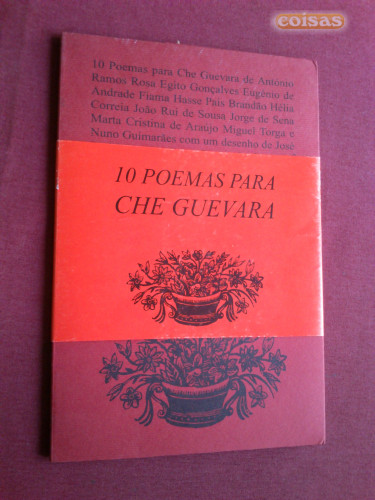 coisas
10 Poemas para Che Guevara de António
Ramos Rosa Egito Gonçalves Eugénio de
Andrade Fiama Hasse Pais Brandão Hélia
Correia João Rui de Sousa Jorge de Sena
Marta Cristina de Araújo Miguel Torga e
Nuno Guimarães com um desenho de José
10 POEMAS PARA
CHE GUEVARA